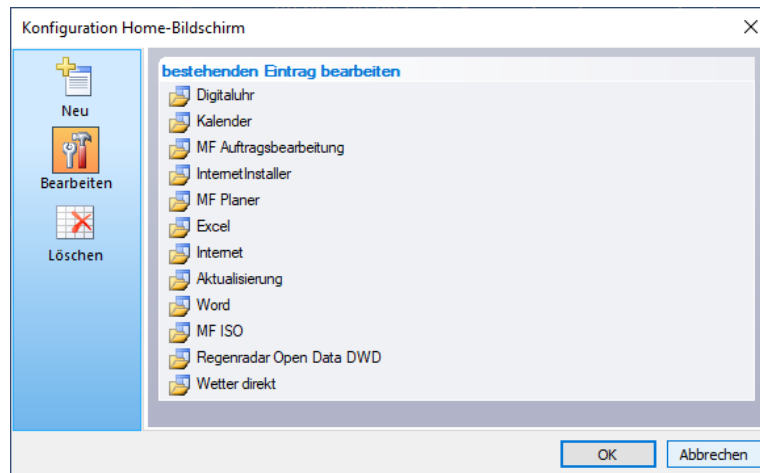 Konfiguration Home-Bildschirm
Neu
Bearbeiten
Löschen
bestehenden Eintrag bearbeiten
Digitaluhr
Kalender
MF Auftragsbearbeitung
InternetInstaller
MF Planer
Excel
Internet
Aktualisierung
Word
MF ISO
Regenradar Open Data DWD
Wetter direkt
OK
Abbrechen